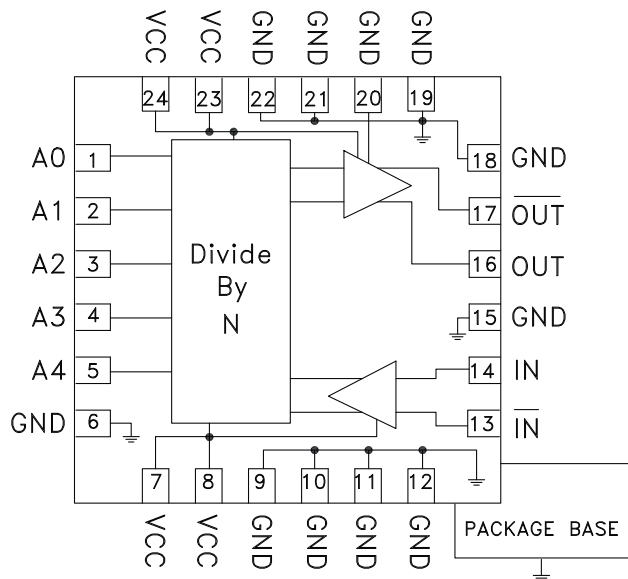 VCC VCC GND GND GND GND
24 23 22 21 20 19
A0 1
A1 2
A2 3
A3 4
A4 5
GND 6
Divide
By
N
18 GND
17 OUT
16 OUT
15 GND
14 IN
13 IN
7 8 9 10 11 12
VCC VCC GND GND GND GND
PACKAGE BASE